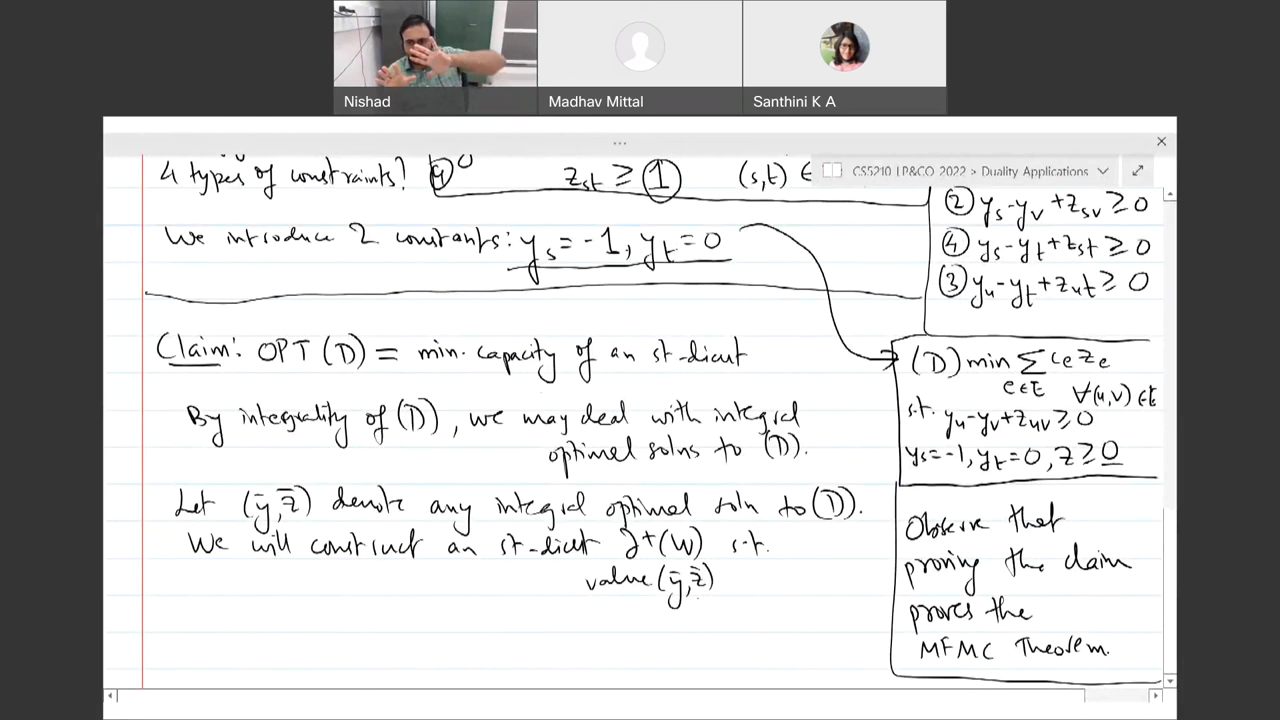 Nishad
Madhav Mittal
Santhini K A
CS5210 LP&CO 2022 > Duality Applications
4 types of constraints? ④ z_st ≥ 1 (s,t) ∈
We introduce 2 constants: y_s = -1, y_t = 0
② y_s - y_v + z_sv ≥ 0
④ y_s - y_t + z_st ≥ 0
③ y_u - y_t + z_ut ≥ 0
Claim: OPT (D) = min. capacity of an st-dicut
By integrality of (D), we may deal with integral
optimal solns to (D).
Let (ȳ, z̄) denote any integral optimal soln to (D).
We will construct an st-dicut ∂+(W) s.t.
value (ȳ, z̄)
(D) min ∑ c_e z_e
e∈E ∀(u,v) ∈ E
s.t. y_u - y_v + z_uv ≥ 0
y_s = -1, y_t = 0, z ≥ 0
Observe that
proving the claim
proves the
MFMC Theorem.